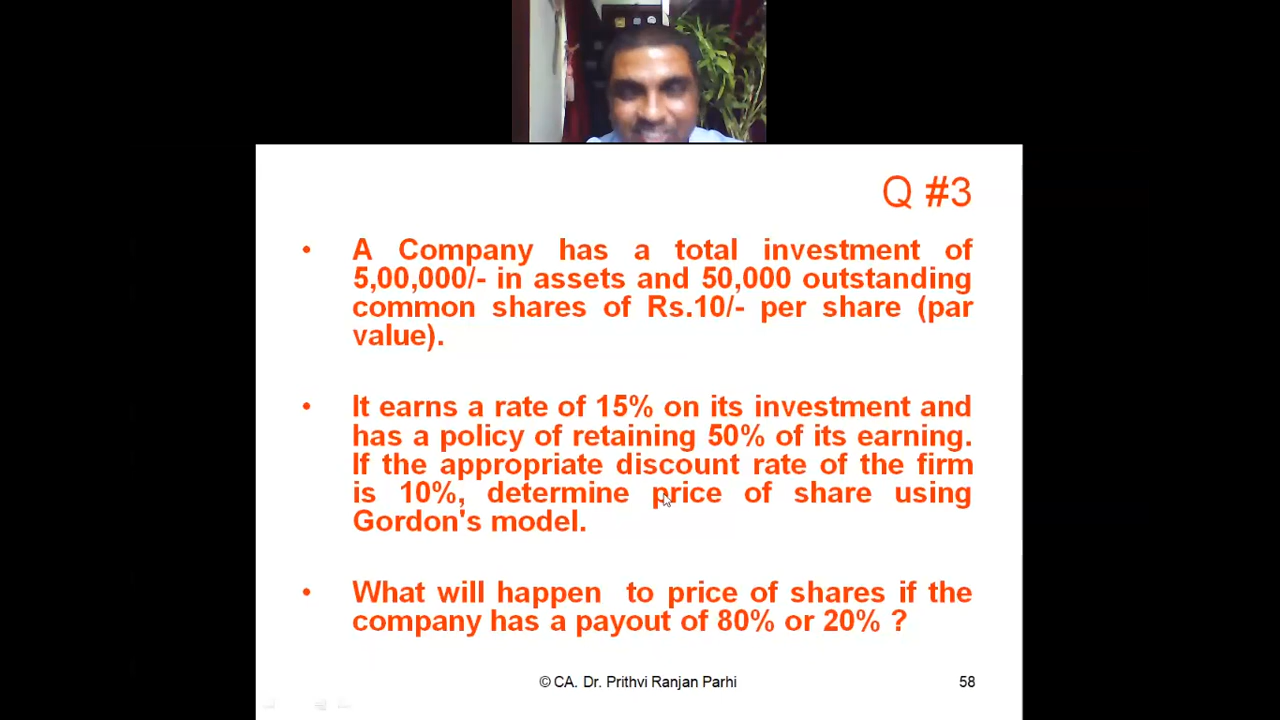 Q #3
• A Company has a total investment of
5,00,000/- in assets and 50,000 outstanding
common shares of Rs.10/- per share (par
value).
• It earns a rate of 15% on its investment and
has a policy of retaining 50% of its earning.
If the appropriate discount rate of the firm
is 10%, determine price of share using
Gordon's model.
• What will happen to price of shares if the
company has a payout of 80% or 20% ?
© CA. Dr. Prithvi Ranjan Parhi
58